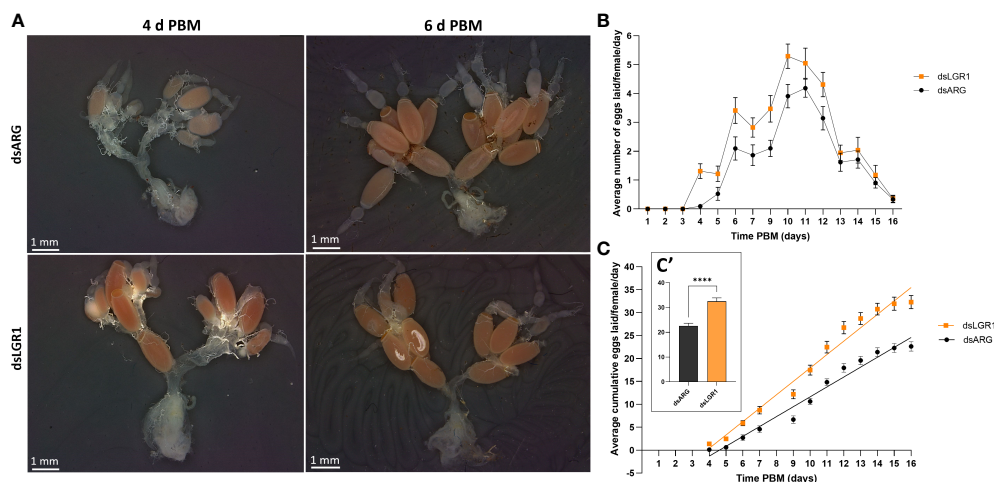 A
4 d PBM
6 d PBM
dsARG
1 mm
1 mm
dsLGR1
1 mm
1 mm
B
Average number of eggs laid/female/day
6
5
4
3
2
1
0
1 2 3 4 5 6 7 9 10 11 12 13 14 15 16
Time PBM (days)
dsLGR1
dsARG
C
Average cumulative eggs laid/female/day
40
35
30
25
20
15
10
5
0
-5
1 2 3 4 5 6 7 9 10 11 12 13 14 15 16
Time PBM (days)
C'
****
40
30
20
10
0
dsARG
dsLGR1
dsLGR1
dsARG